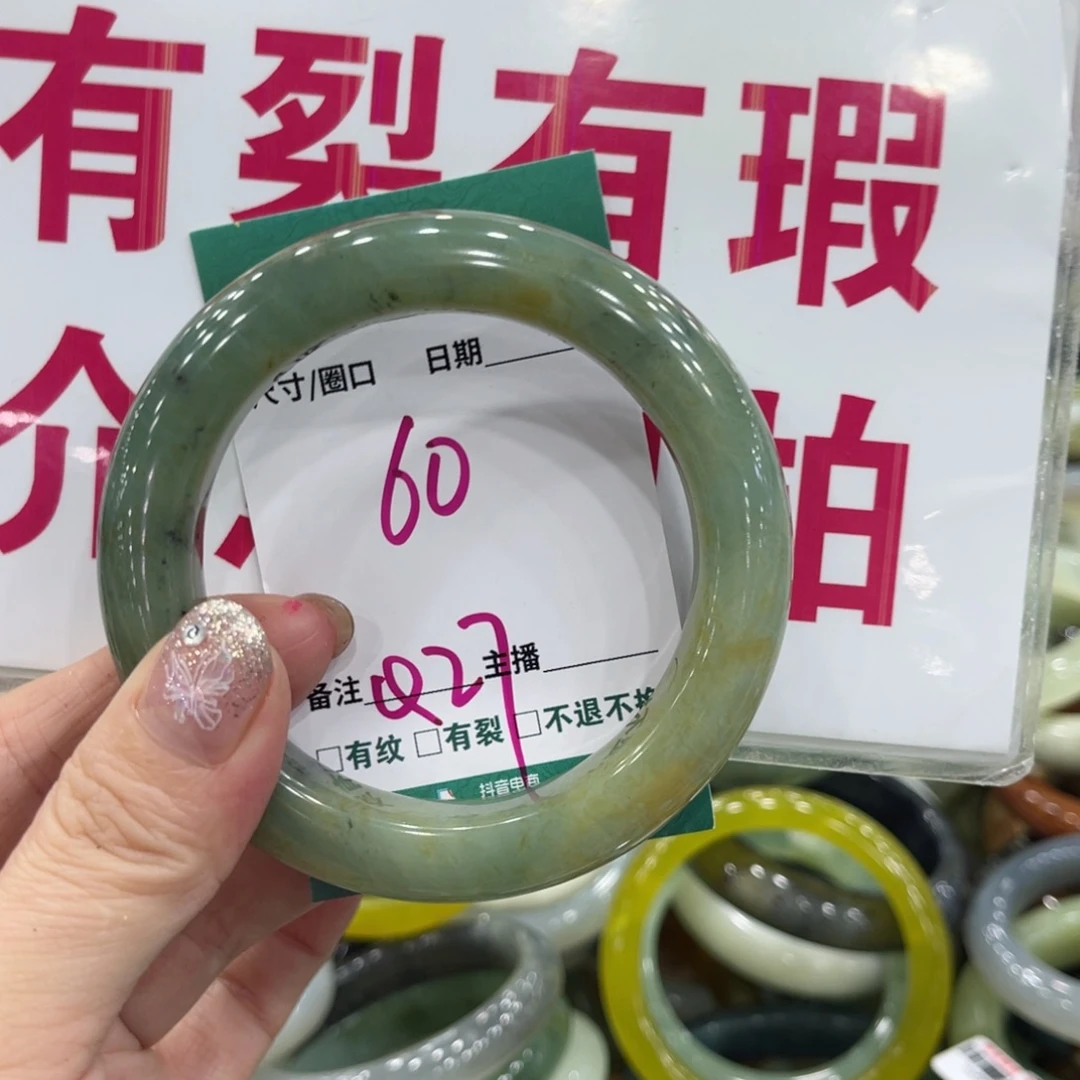 有裂有瑕
介 拍
尺寸/圈口 日期
60
备注 Q27 主播
□有纹 □有裂 □不退不换
抖音电商